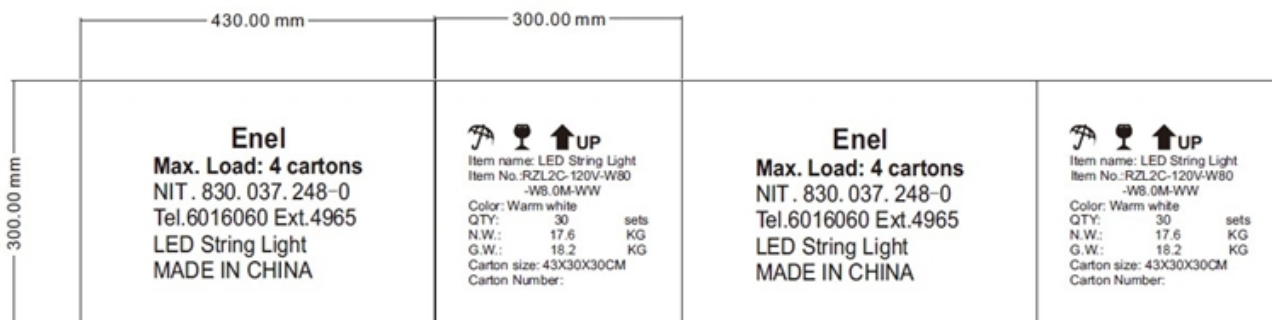 430.00 mm
300.00 mm
300.00 mm
Enel
Max. Load: 4 cartons
NIT . 830. 037. 248-0
Tel.6016060 Ext.4965
LED String Light
MADE IN CHINA
UP
Item name: LED String Light
Item No.:RZL2C-120V-W80
-W8.0M-WW
Color: Warm white
QTY: 30 sets
N.W.: 17.6 KG
G.W.: 18.2 KG
Carton size: 43X30X30CM
Carton Number:
Enel
Max. Load: 4 cartons
NIT . 830. 037. 248-0
Tel.6016060 Ext.4965
LED String Light
MADE IN CHINA
UP
Item name: LED String Light
Item No.:RZL2C-120V-W80
-W8.0M-WW
Color: Warm white
QTY: 30 sets
N.W.: 17.6 KG
G.W.: 18.2 KG
Carton size: 43X30X30CM
Carton Number: